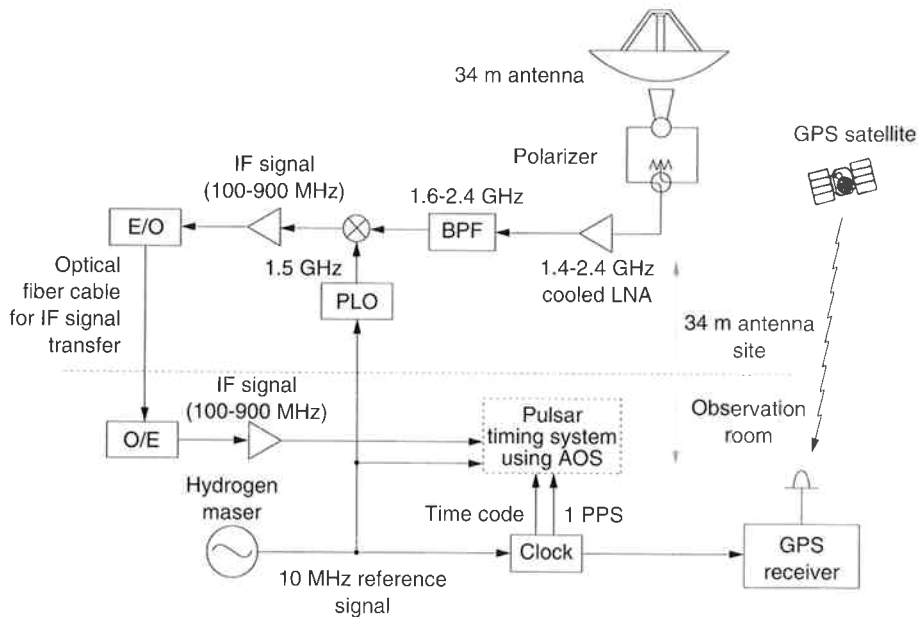 34 m antenna
GPS satellite
Polarizer
IF signal
(100-900 MHz)
1.6-2.4 GHz
E/O
BPF
1.5 GHz
1.4-2.4 GHz
cooled LNA
Optical
fiber cable
for IF signal
transfer
PLO
34 m antenna
site
IF signal
(100-900 MHz)
Observation
room
O/E
Pulsar
timing system
using AOS
Hydrogen
maser
Time code
1 PPS
Clock
GPS
receiver
10 MHz reference
signal